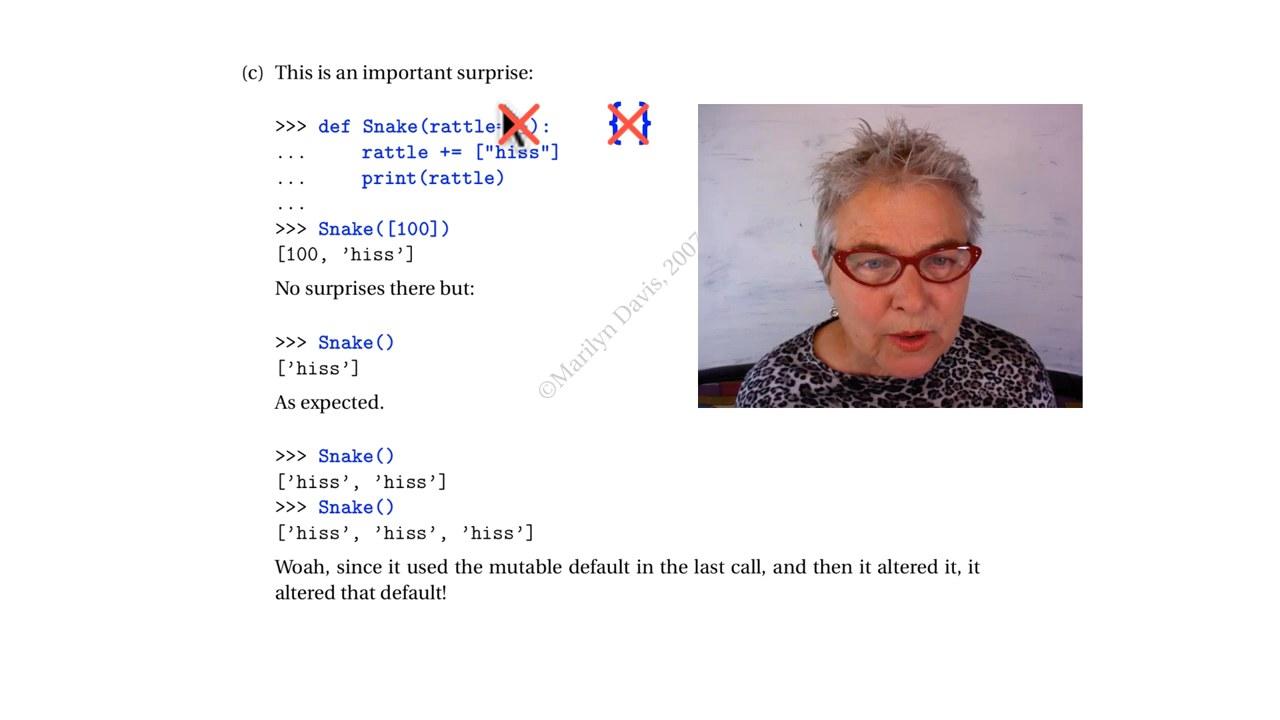 (c) This is an important surprise:
>>> def Snake(rattle=[]):
{ }
... rattle += ["hiss"]
... print(rattle)
...
>>> Snake([100])
[100, ’hiss’]
No surprises there but:
>>> Snake()
[’hiss’]
As expected.
>>> Snake()
[’hiss’, ’hiss’]
>>> Snake()
[’hiss’, ’hiss’, ’hiss’]
Woah, since it used the mutable default in the last call, and then it altered it, it
altered that default!
©Marilyn Davis, 2007